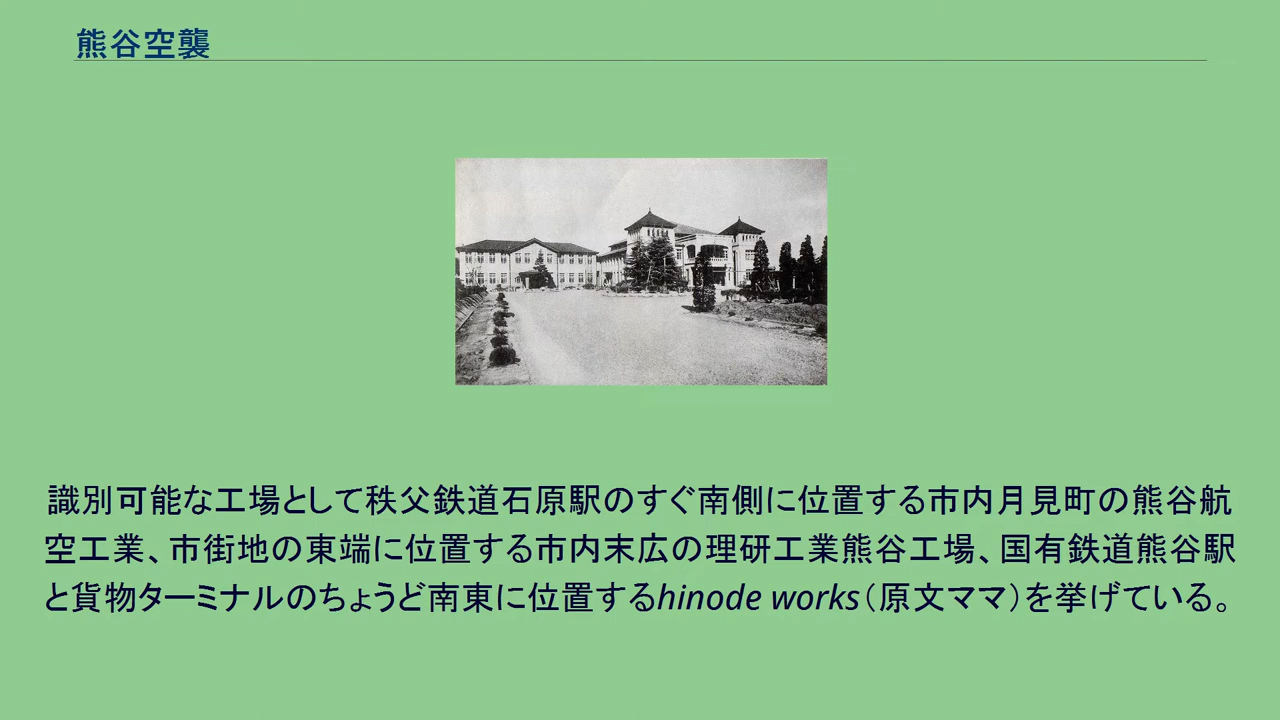 熊谷空襲
識別可能な工場として秩父鉄道石原駅のすぐ南側に位置する市内月見町の熊谷航
空工業、市街地の東端に位置する市内末広の理研工業熊谷工場、国有鉄道熊谷駅
と貨物ターミナルのちょうど南東に位置するhinode works（原文ママ）を挙げている。